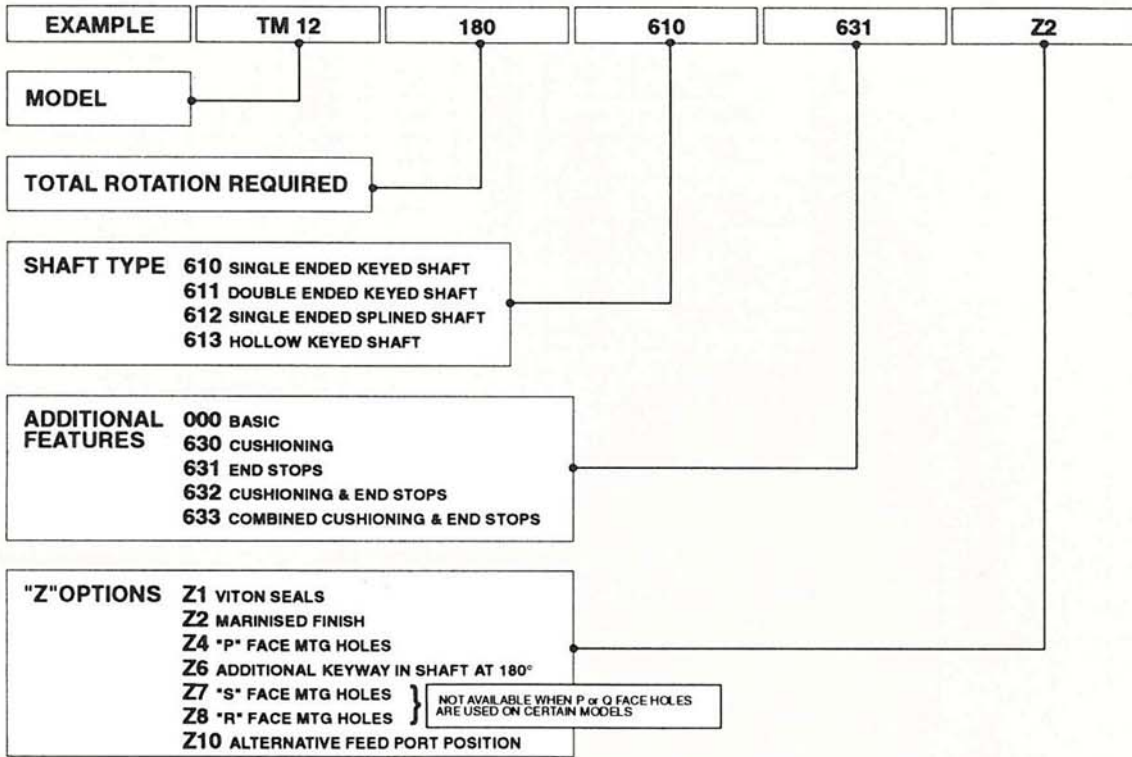 EXAMPLE TM 12 180 610 631 Z2
MODEL
TOTAL ROTATION REQUIRED
SHAFT TYPE 610 SINGLE ENDED KEYED SHAFT
611 DOUBLE ENDED KEYED SHAFT
612 SINGLE ENDED SPLINED SHAFT
613 HOLLOW KEYED SHAFT
ADDITIONAL FEATURES
000 BASIC
630 CUSHIONING
631 END STOPS
632 CUSHIONING & END STOPS
633 COMBINED CUSHIONING & END STOPS
"Z"OPTIONS Z1 VITON SEALS
Z2 MARINISED FINISH
Z4 "P" FACE MTG HOLES
Z6 ADDITIONAL KEYWAY IN SHAFT AT 180°
Z7 "S" FACE MTG HOLES
Z8 "R" FACE MTG HOLES
NOT AVAILABLE WHEN P or Q FACE HOLES
ARE USED ON CERTAIN MODELS
Z10 ALTERNATIVE FEED PORT POSITION